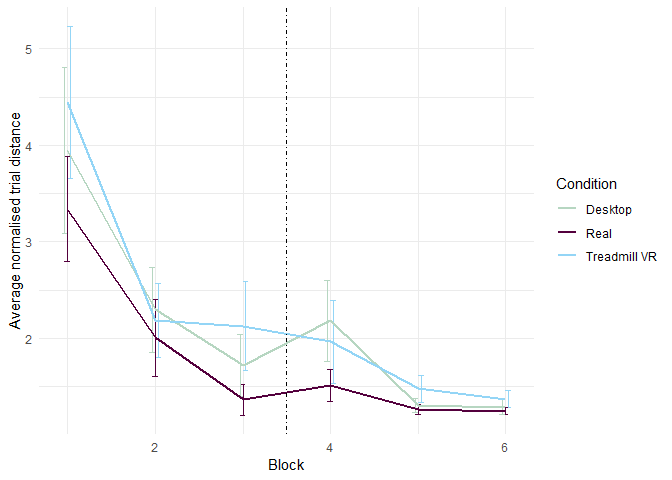 Average normalised trial distance
5
4
3
2
2
4
6
Block
Condition
Desktop
Real
Treadmill VR